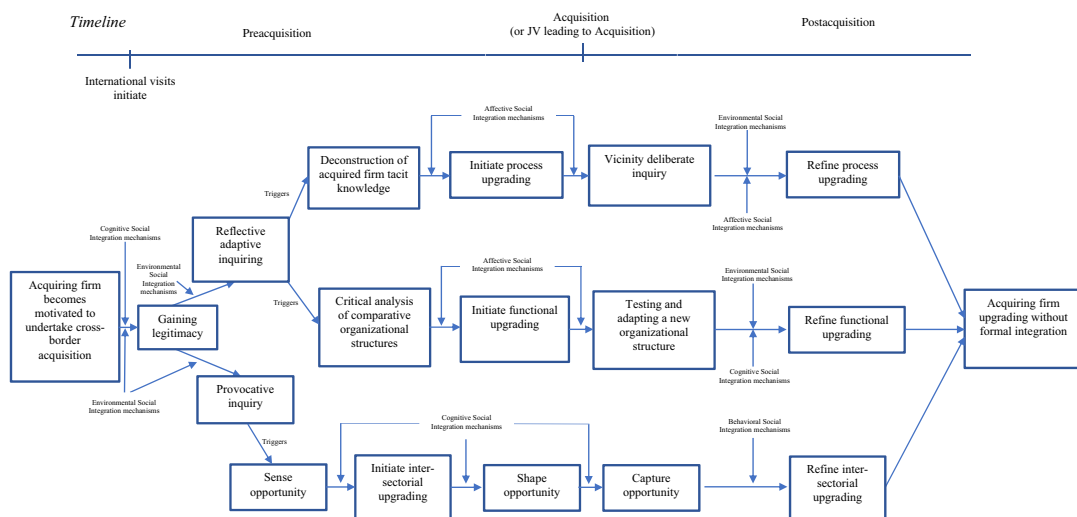 Timeline
Preacquisition
Acquisition
(or JV leading to Acquisition)
Postacquisition
International visits
initiate
Affective Social
Integration mechanisms
Environmental Social
Integration mechanisms
Deconstruction of
acquired firm tacit
knowledge
Initiate process
upgrading
Vicinity deliberate
inquiry
Refine process
upgrading
Triggers
Affective Social
Integration mechanisms
Cognitive Social
Integration mechanisms
Reflective
adaptive
inquiring
Environmental
Social
Integration
mechanisms
Acquiring firm
becomes
motivated to
undertake cross-
border
acquisition
Gaining
legitimacy
Triggers
Affective Social
Integration mechanisms
Environmental Social
Integration mechanisms
Critical analysis
of comparative
organizational
structures
Initiate functional
upgrading
Testing and
adapting a new
organizational
structure
Refine functional
upgrading
Acquiring firm
upgrading without
formal integration
Cognitive Social
Integration mechanisms
Provocative
inquiry
Environmental Social
Integration mechanisms
Triggers
Cognitive Social
Integration mechanisms
Behavioral Social
Integration mechanisms
Sense
opportunity
Initiate inter-
sectorial
upgrading
Shape
opportunity
Capture
opportunity
Refine inter-
sectorial
upgrading